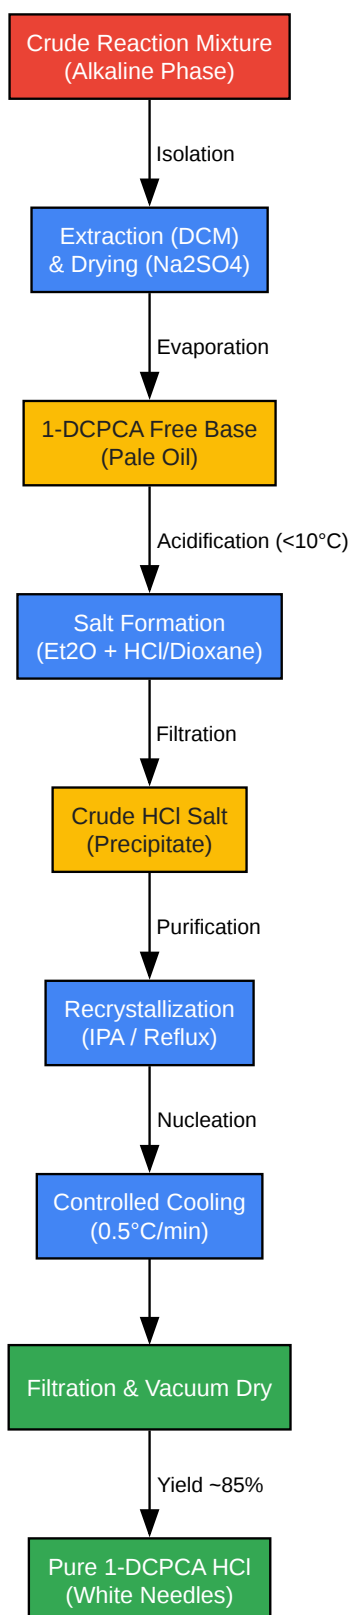 Crude Reaction Mixture
(Alkaline Phase)
Isolation
Extraction (DCM)
& Drying (Na2SO4)
Evaporation
1-DCPCA Free Base
(Pale Oil)
Acidification (<10°C)
Salt Formation
(Et2O + HCl/Dioxane)
Filtration
Crude HCl Salt
(Precipitate)
Purification
Recrystallization
(IPA / Reflux)
Nucleation
Controlled Cooling
(0.5°C/min)
Filtration & Vacuum Dry
Yield ~85%
Pure 1-DCPCA HCl
(White Needles)